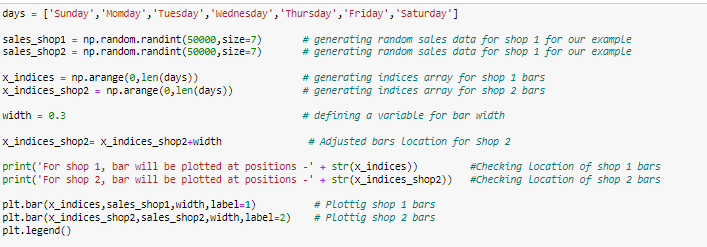 days = ['Sunday','Momday','Tuesday','Wednesday','Thursday','Friday','Saturday']
sales_shop1 = np.random.randint(50000,size=7)      # generating random sales data for shop 1 for our example
sales_shop2 = np.random.randint(50000,size=7)      # generating random sales data for shop 2 for our example
x_indices = np.arange(0,len(days))                 # generating indices array for shop 1 bars
x_indices_shop2 = np.arange(0,len(days))           # generating indices array for shop 2 bars
width = 0.3                                        # defining a variable for bar width
x_indices_shop2= x_indices_shop2+width              # Adjusted bars location for Shop 2
print('For shop 1, bar will be plotted at positions -' + str(x_indices))        #Checking location of shop 1 bars
print('For shop 2, bar will be plotted at positions -' + str(x_indices_shop2))  #Checking location of shop 2 bars
plt.bar(x_indices,sales_shop1,width,label=1)         # Plottig shop 1 bars
plt.bar(x_indices_shop2,sales_shop2,width,label=2)   # Plottig shop 2 bars
plt.legend()